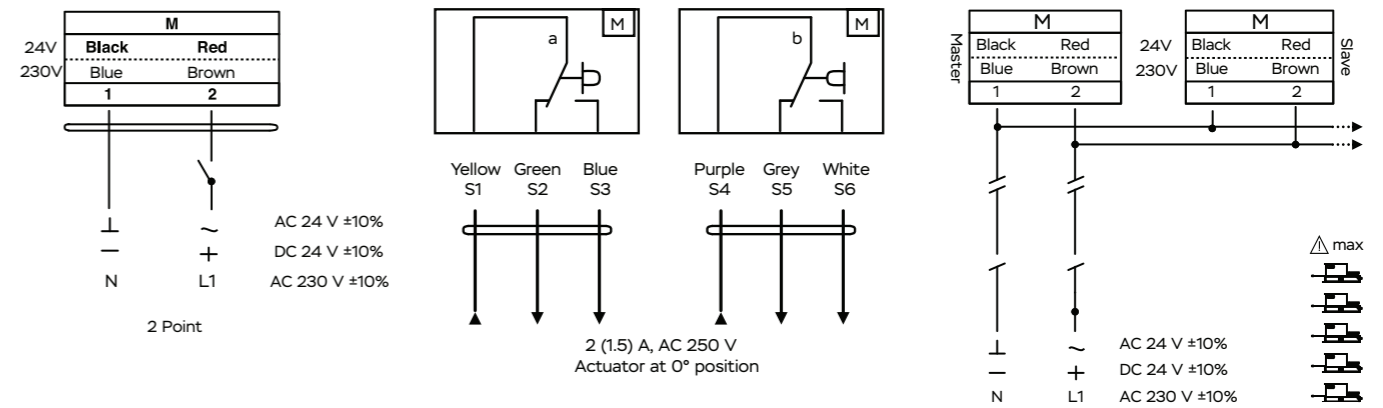 M
24V Black Red
230V Blue Brown
1 2
⊥ ~ AC 24 V ±10%
— + DC 24 V ±10%
N L1 AC 230 V ±10%
2 Point
M
a
M
b
Yellow Green Blue
S1 S2 S3
Purple Grey White
S4 S5 S6
2 (1.5) A, AC 250 V
Actuator at 0° position
Master
M
Black Red
Blue Brown
1 2
24V
230V
M
Black Red
Blue Brown
1 2
Slave
⚠ max
⊥ ~ AC 24 V ±10%
— + DC 24 V ±10%
N L1 AC 230 V ±10%